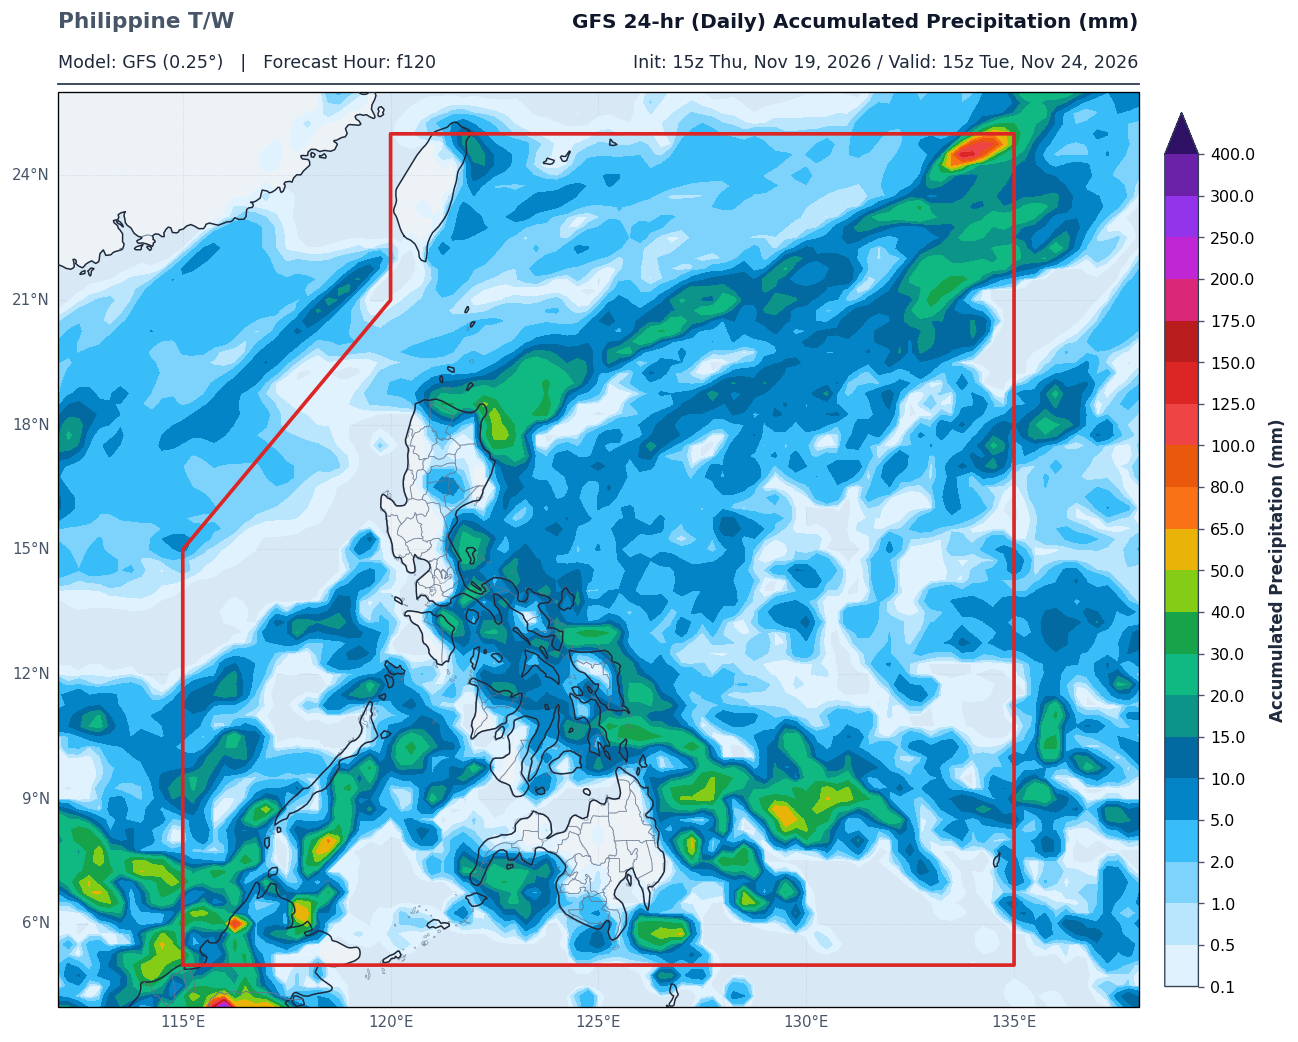 Philippine T/W
GFS 24-hr (Daily) Accumulated Precipitation (mm)
Model: GFS (0.25°)   |   Forecast Hour: f120
Init: 15z Thu, Nov 19, 2026 / Valid: 15z Tue, Nov 24, 2026
24°N
21°N
18°N
15°N
12°N
9°N
6°N
115°E
120°E
125°E
130°E
135°E
400.0
300.0
250.0
200.0
175.0
150.0
125.0
100.0
80.0
65.0
50.0
40.0
30.0
20.0
15.0
10.0
5.0
2.0
1.0
0.5
0.1
Accumulated Precipitation (mm)